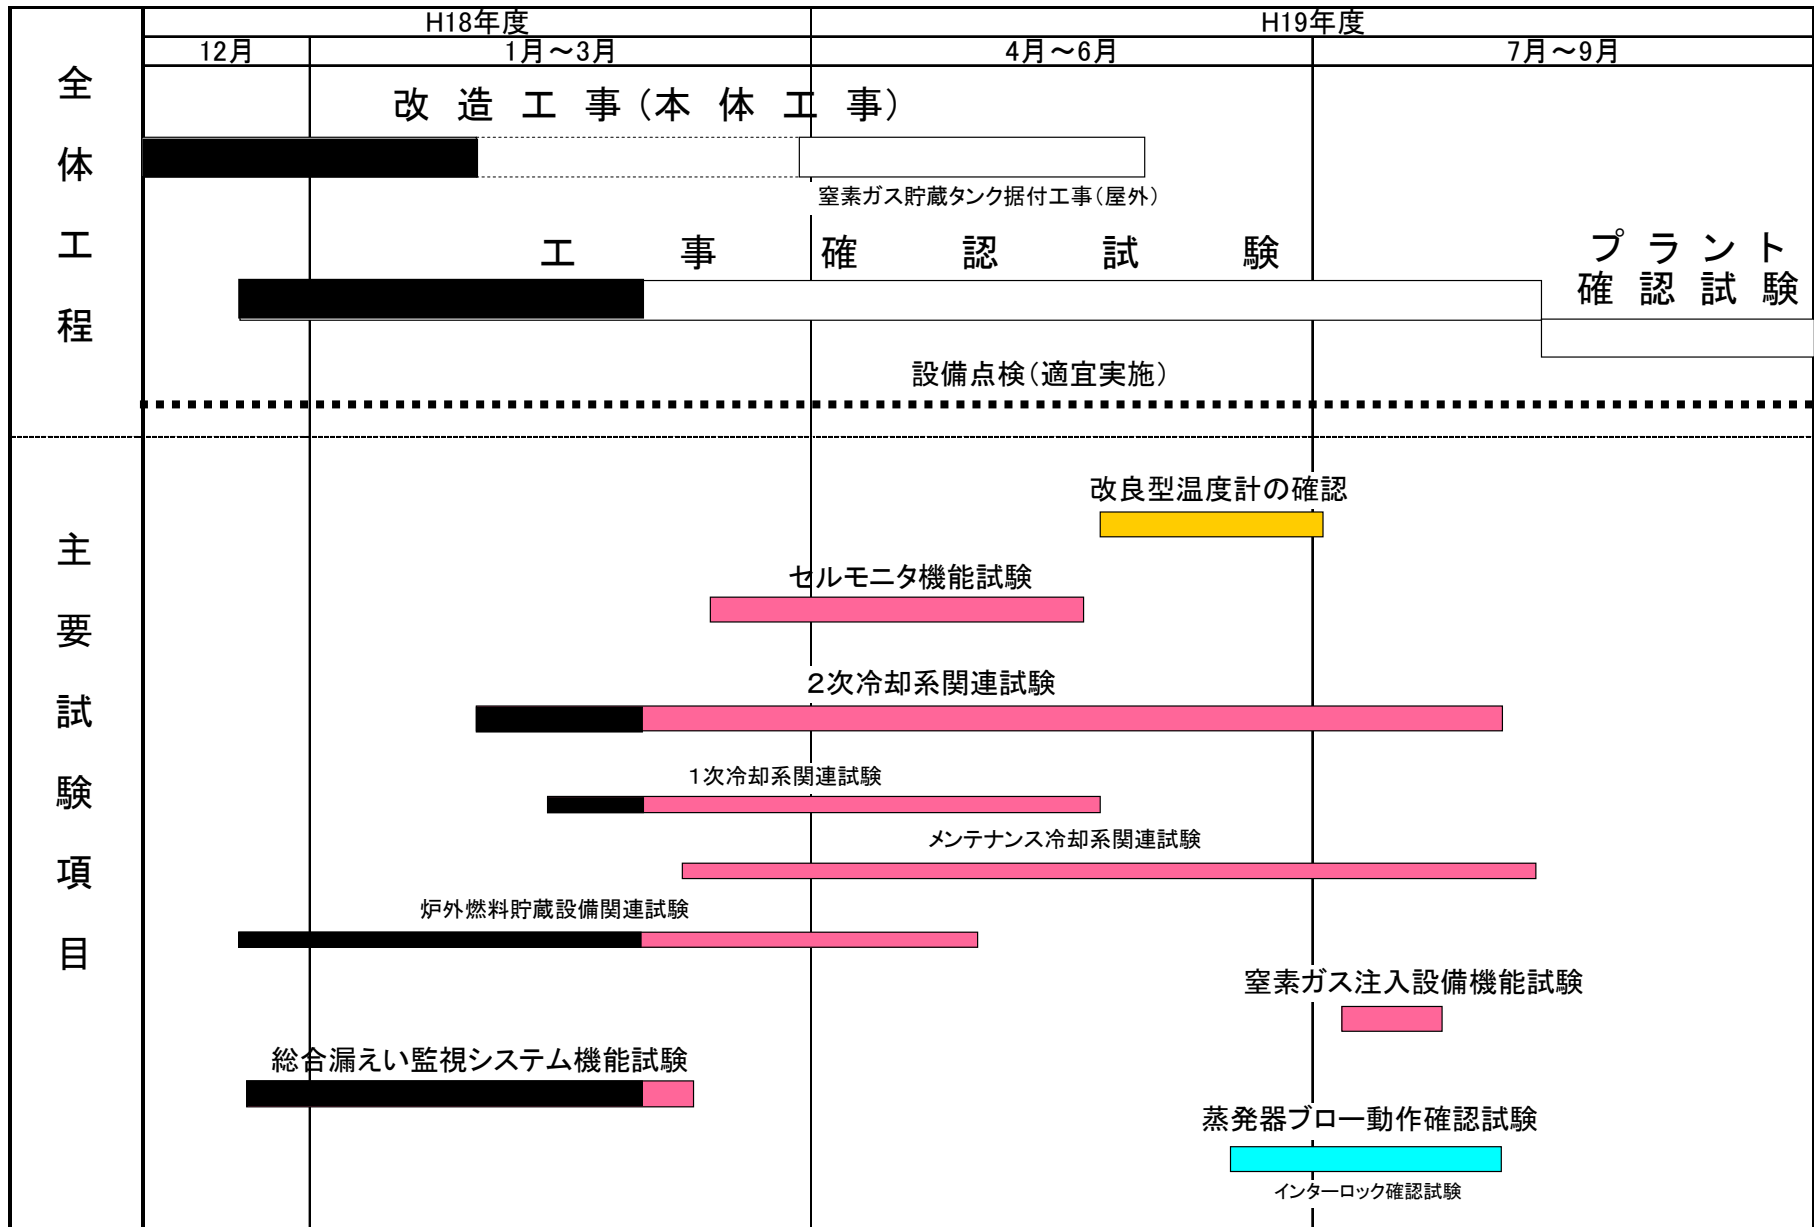 H18年度 H19年度
12月 1月～3月 4月～6月 7月～9月
全体工程
改造工事(本体工事)
窒素ガス貯蔵タンク据付工事(屋外)
工事確認試験
プラント
確認試験
設備点検(適宜実施)
主要試験項目
改良型温度計の確認
セルモニタ機能試験
2次冷却系関連試験
1次冷却系関連試験
メンテナンス冷却系関連試験
炉外燃料貯蔵設備関連試験
窒素ガス注入設備機能試験
総合漏えい監視システム機能試験
蒸発器ブロー動作確認試験
インターロック確認試験